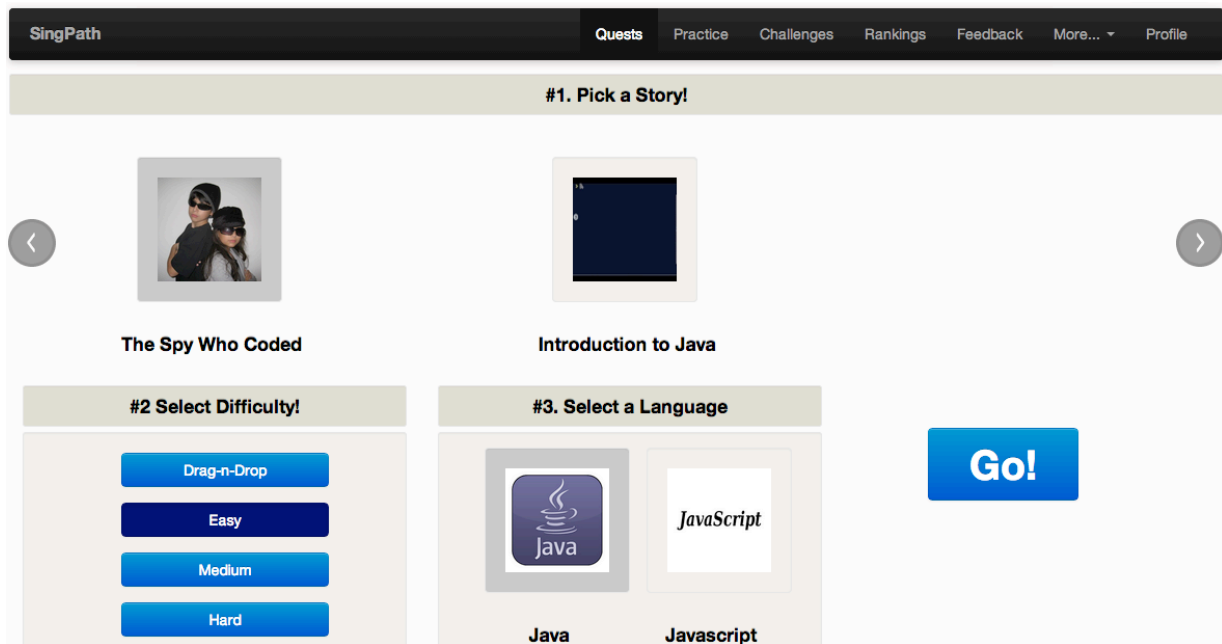 SingPath
Quests Practice Challenges Rankings Feedback More... Profile
#1. Pick a Story!
The Spy Who Coded
Introduction to Java
#2 Select Difficulty!
Drag-n-Drop
Easy
Medium
Hard
#3. Select a Language
Java
JavaScript
Java
Javascript
Go!